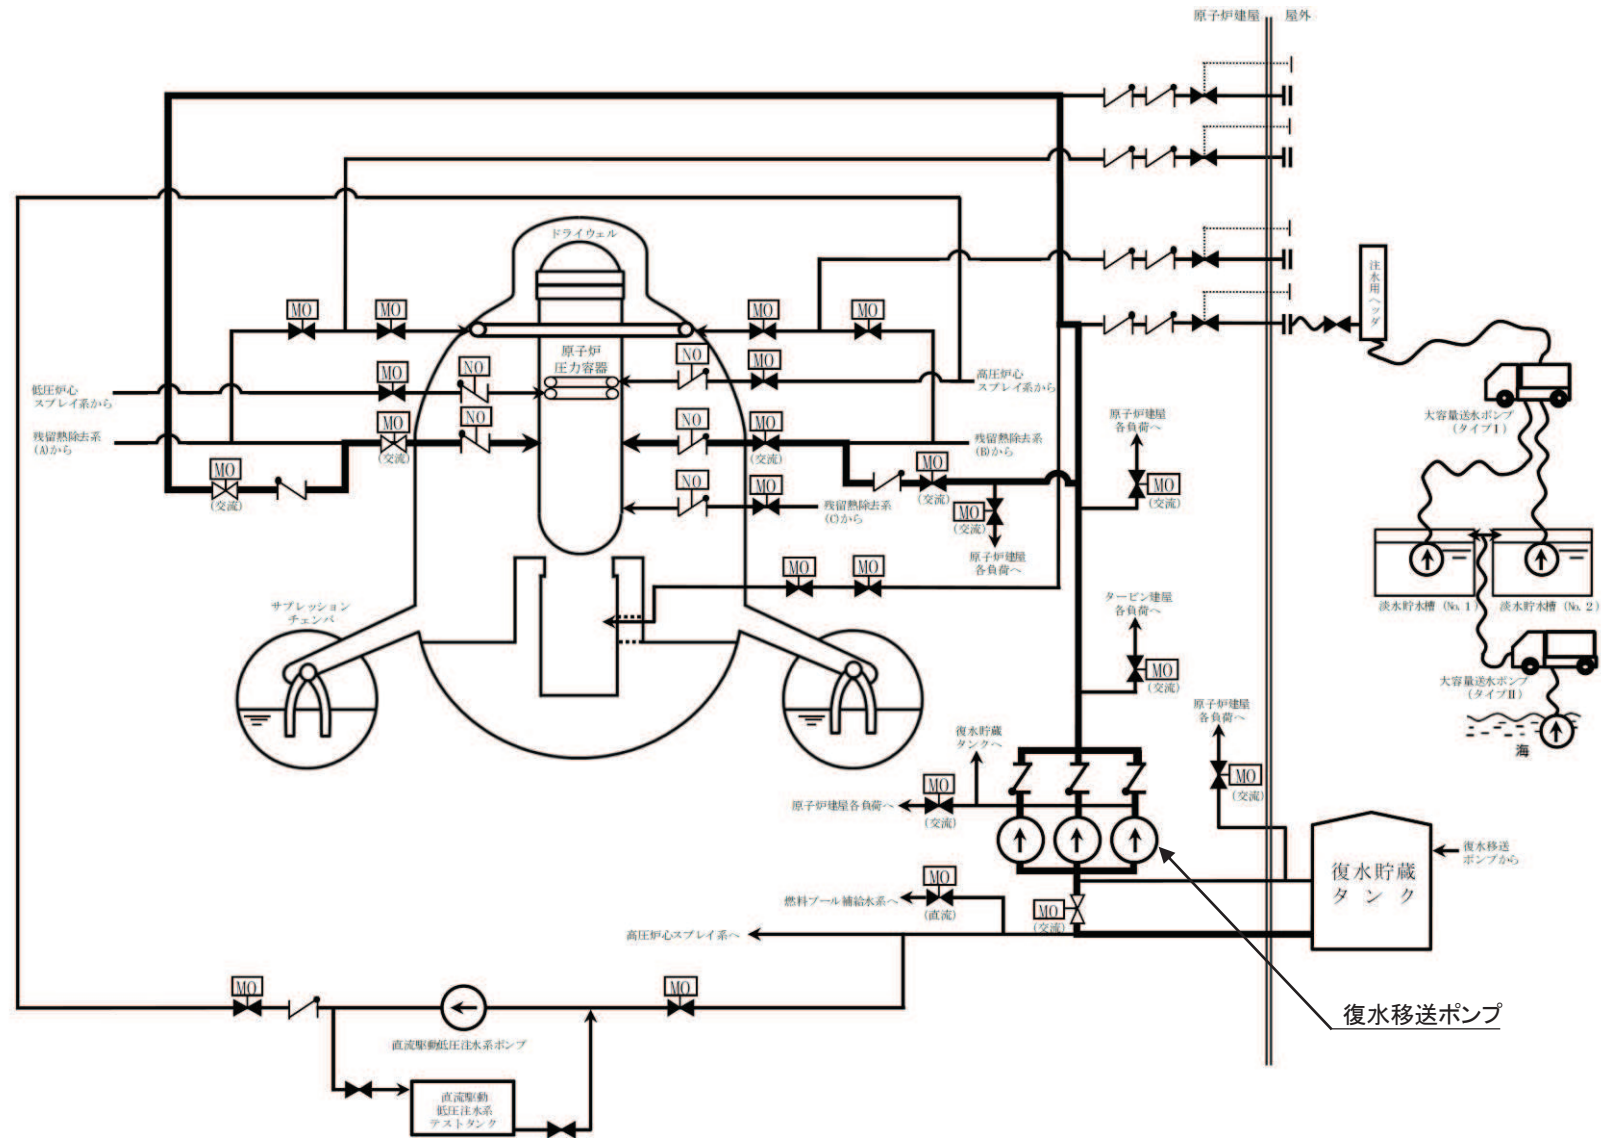 原子炉建屋 屋外
ドライウェル
MO
MO
MO
MO
原子炉
圧力容器
NO
MO
MO
NO
低圧炉心
スプレイ系から
高圧炉心
スプレイ系から
注水用ヘッダ
大容量送水ポンプ
(タイプⅠ)
残留熱除去系
(A)から
MO
(交流)
NO
NO
MO
(交流)
残留熱除去系
(B)から
原子炉建屋
各負荷へ
MO
(交流)
MO
(交流)
NO
MO
残留熱除去系
(C)から
MO
(交流)
MO
(交流)
原子炉建屋
各負荷へ
淡水貯水槽 (No. 1)
淡水貯水槽 (No. 2)
MO
MO
サプレッション
チェンバ
タービン建屋
各負荷へ
MO
(交流)
大容量送水ポンプ
(タイプⅡ)
海
原子炉建屋
各負荷へ
MO
(交流)
復水貯蔵
タンクへ
原子炉建屋各負荷へ
MO
(交流)
復水貯蔵
タンク
復水移送
ポンプから
燃料プール補給水系へ
MO
(直流)
MO
(交流)
高圧炉心スプレイ系へ
MO
MO
直流駆動低圧注水系ポンプ
復水移送ポンプ
直流駆動
低圧注水系
テストタンク